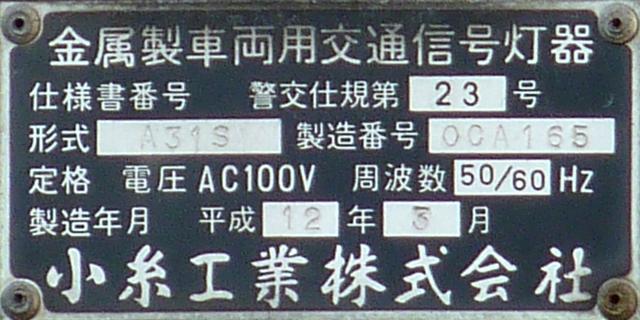 金属製車両用交通信号灯器
仕様書番号 警交仕規第 23 号
形式 A31S 製造番号 OCA165
定格 電圧 AC100V 周波数 50/60 Hz
製造年月 平成 12 年 3 月
小糸工業株式会社